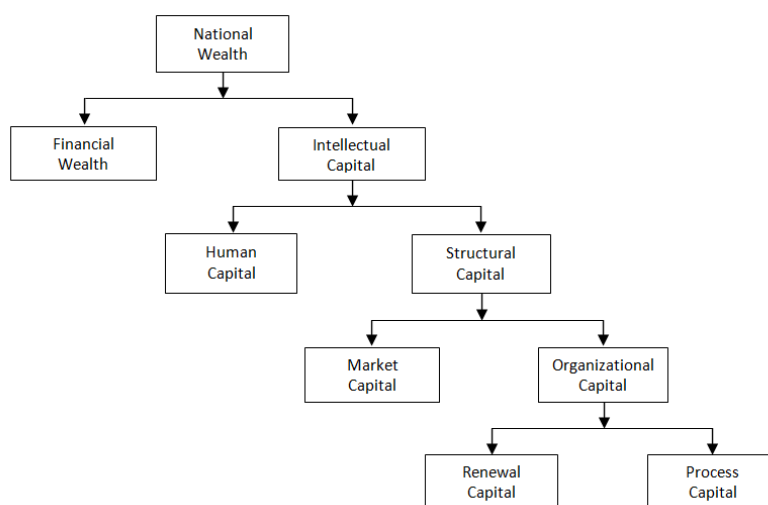 National
Wealth
Financial
Wealth
Intellectual
Capital
Human
Capital
Structural
Capital
Market
Capital
Organizational
Capital
Renewal
Capital
Process
Capital